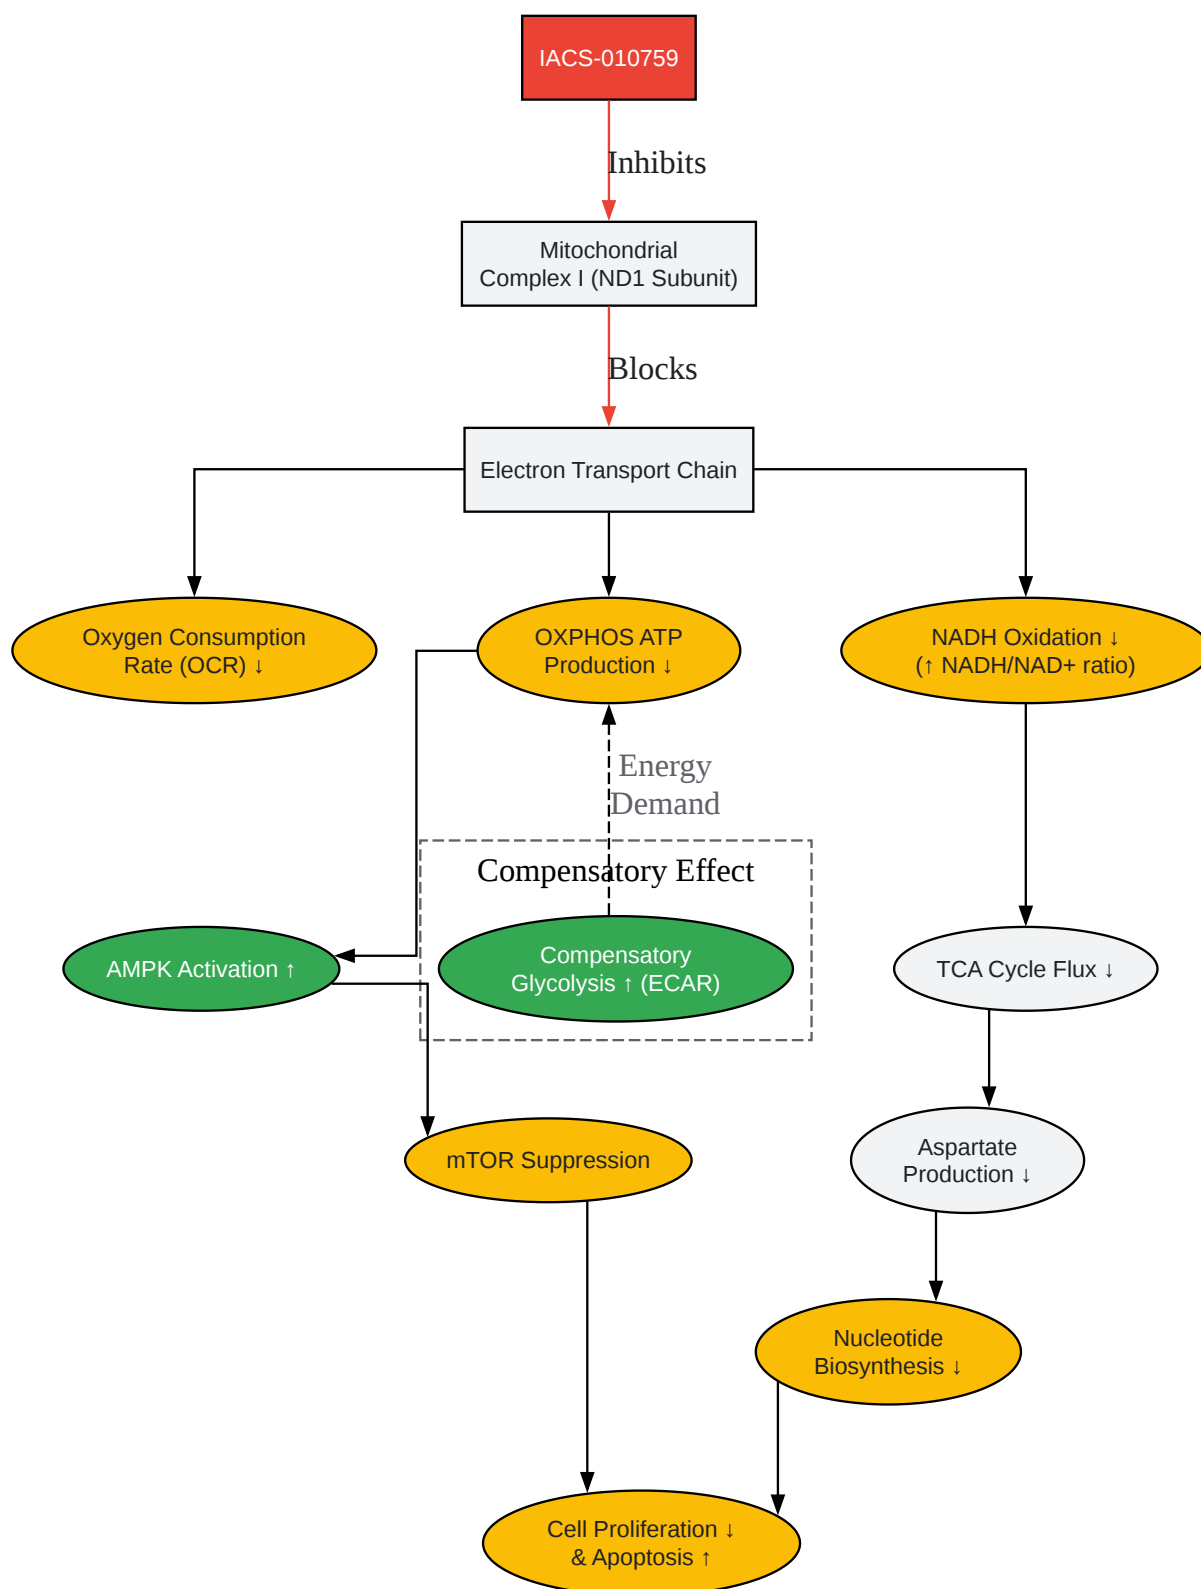 IACS-010759
Inhibits
Mitochondrial
Complex I (ND1 Subunit)
Blocks
Electron Transport Chain
Oxygen Consumption
Rate (OCR) ↓
OXPHOS ATP
Production ↓
NADH Oxidation ↓
(↑ NADH/NAD+ ratio)
Energy
Demand
Compensatory Effect
AMPK Activation ↑
Compensatory
Glycolysis ↑ (ECAR)
TCA Cycle Flux ↓
mTOR Suppression
Aspartate
Production ↓
Nucleotide
Biosynthesis ↓
Cell Proliferation ↓
& Apoptosis ↑